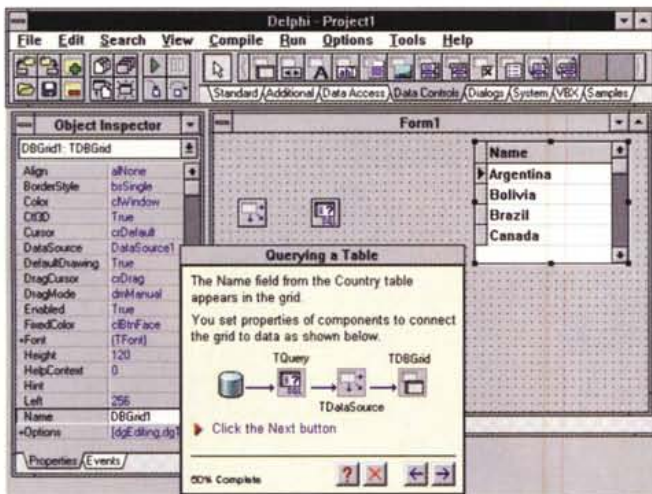 Delphi - Project1
File Edit Search View Compile Run Options Tools Help
Standard Additional Data Access Data Controls Dialogs System VBX Samples
Object Inspector
DBGrid1: TDBGrid
Align alNone
BorderStyle bsSingle
Color clWindow
Ctl3D True
Cursor crDefault
DataSource DataSource1
DefaultDrawing True
DragCursor crDrag
DragMode dmManual
Enabled True
FixedColor clBtnFace
+Font (TFont)
Height 120
HelpContext 0
Hint
Left 256
Name DBGrid1
+Options [dgEditing,dgT
Properties Events
Form1
Name
Argentina
Bolivia
Brazil
Canada
Querying a Table
The Name field from the Country table
appears in the grid.
You set properties of components to connect
the grid to data as shown below.
TQuery TDBGrid
TDataSource
Click the Next button
60% Complete